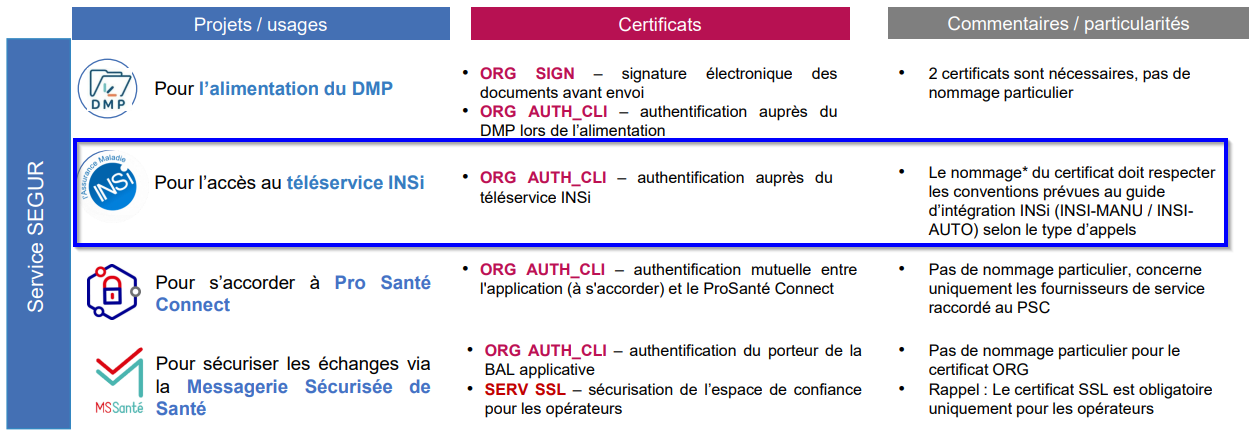 Projets / usages
Certificats
Commentaires / particularités
Service SEGUR
DMP
Pour l'alimentation du DMP
• ORG SIGN – signature électronique des
documents avant envoi
• ORG AUTH_CLI – authentification auprès du
DMP lors de l'alimentation
• 2 certificats sont nécessaires, pas de
nommage particulier
l'Assurance Maladie
INSi
Pour l'accès au téléservice INSi
• ORG AUTH_CLI – authentification auprès du
téléservice INSi
• Le nommage* du certificat doit respecter
les conventions prévues au guide
d'intégration INSi (INSI-MANU / INSI-
AUTO) selon le type d'appels
Pour s'accorder à Pro Santé
Connect
• ORG AUTH_CLI – authentification mutuelle entre
l'application (à s'accorder) et le ProSanté Connect
• Pas de nommage particulier, concerne
uniquement les fournisseurs de service
raccordé au PSC
MSSanté
Pour sécuriser les échanges via
la Messagerie Sécurisée de
Santé
• ORG AUTH_CLI – authentification du porteur de la
BAL applicative
• SERV SSL – sécurisation de l'espace de confiance
pour les opérateurs
• Pas de nommage particulier pour le
certificat ORG
• Rappel : Le certificat SSL est obligatoire
uniquement pour les opérateurs